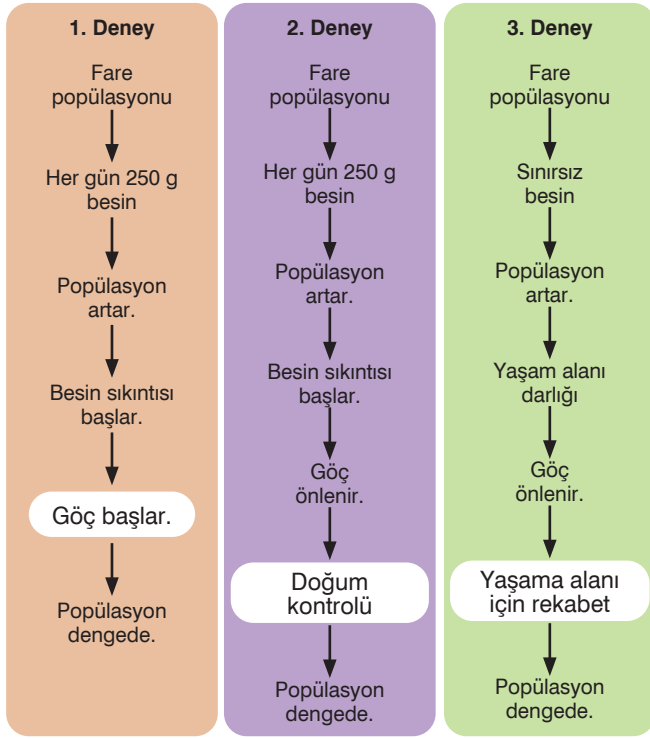 1. Deney
Fare
popülasyonu
Her gün 250 g
besin
Popülasyon
artar.
Besin sıkıntısı
başlar.
Göç başlar.
Popülasyon
dengede.
2. Deney
Fare
popülasyonu
Her gün 250 g
besin
Popülasyon
artar.
Besin sıkıntısı
başlar.
Göç
önlenir.
Doğum
kontrolü
Popülasyon
dengede.
3. Deney
Fare
popülasyonu
Sınırsız
besin
Popülasyon
artar.
Yaşam alanı
darlığı
Göç
önlenir.
Yaşama alanı
için rekabet
Popülasyon
dengede.